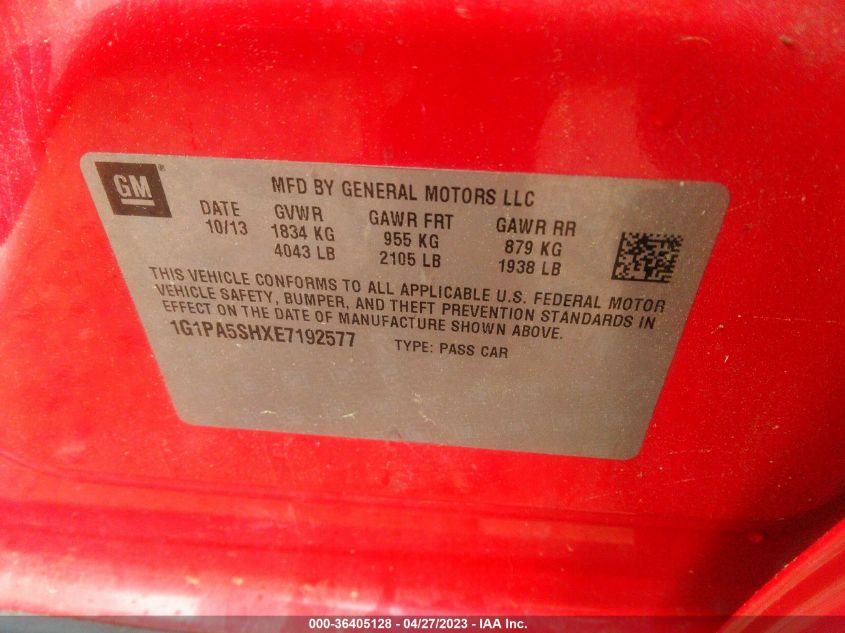 GM
MFD BY GENERAL MOTORS LLC
DATE GVWR GAWR FRT GAWR RR
10/13 1834 KG 955 KG 879 KG
4043 LB 2105 LB 1938 LB
THIS VEHICLE CONFORMS TO ALL APPLICABLE U.S. FEDERAL MOTOR
VEHICLE SAFETY, BUMPER, AND THEFT PREVENTION STANDARDS IN
EFFECT ON THE DATE OF MANUFACTURE SHOWN ABOVE.
1G1PA5SHXE7192577 TYPE: PASS CAR
000-36405128 - 04/27/2023 - IAA Inc.